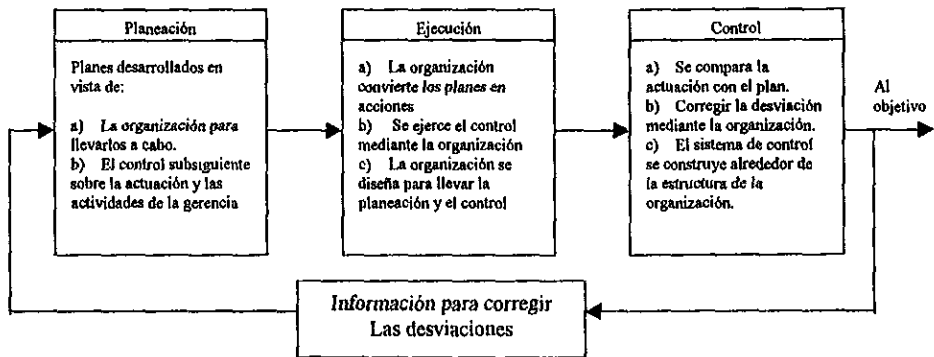 Planeación
Planes desarrollados en
vista de:
a) La organización para
llevarlos a cabo.
b) El control subsiguiente
sobre la actuación y las
actividades de la gerencia
Ejecución
a) La organización
convierte los planes en
acciones
b) Se ejerce el control
mediante la organización
c) La organización se
diseña para llevar la
planeación y el control
Control
a) Se compara la
actuación con el plan.
b) Corregir la desviación
mediante la organización.
c) El sistema de control
se construye alrededor de
la estructura de la
organización.
Al
objetivo
Información para corregir
Las desviaciones